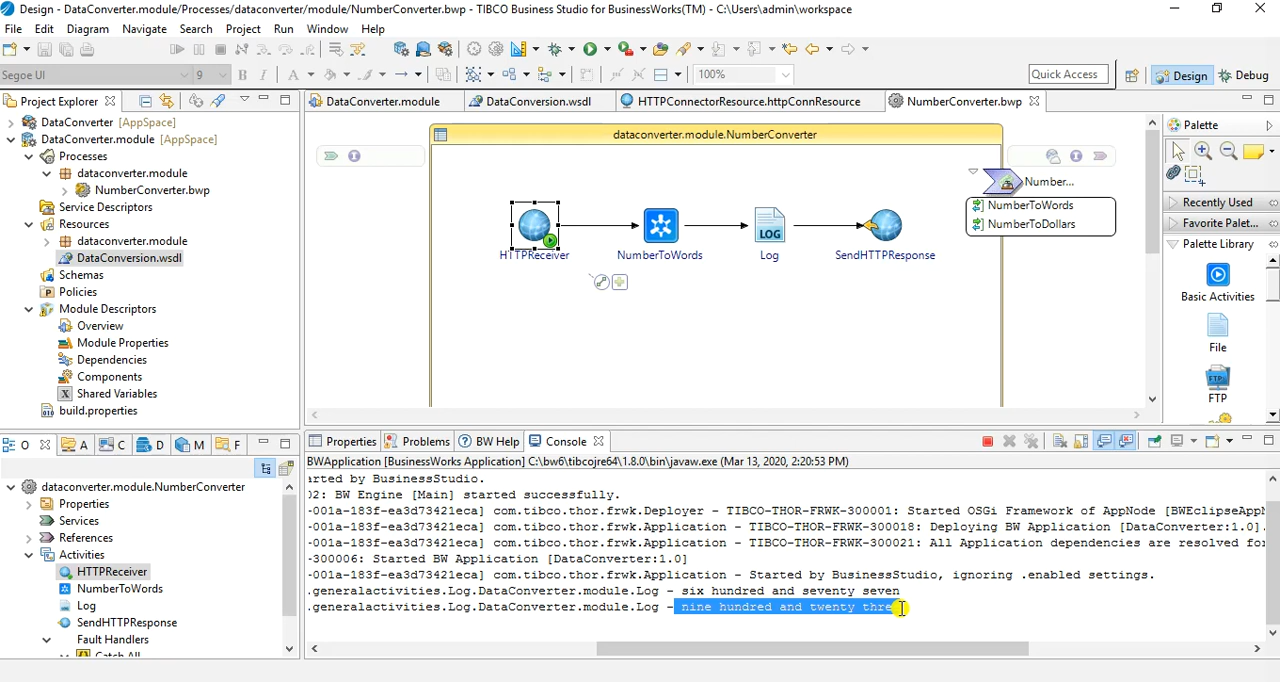 Design - DataConverter.module/Processes/dataconverter/module/NumberConverter.bwp - TIBCO Business Studio for BusinessWorks(TM) - C:\Users\admin\workspace
File Edit Diagram Navigate Search Project Run Window Help
Segoe UI 9 B I A 100% Quick Access Design Debug
Project Explorer
DataConverter [AppSpace]
DataConverter.module [AppSpace]
Processes
dataconverter.module
NumberConverter.bwp
Service Descriptors
Resources
dataconverter.module
DataConversion.wsdl
Schemas
Policies
Module Descriptors
Overview
Module Properties
Dependencies
Components
Shared Variables
build.properties
DataConverter.module DataConversion.wsdl HTTPConnectorResource.httpConnResource NumberConverter.bwp
dataconverter.module.NumberConverter
Number...
NumberToWords
NumberToDollars
LOG
HTTPReceiver NumberToWords Log SendHTTPResponse
Palette
Recently Used
Favorite Palet...
Palette Library
Basic Activities
File
FTP
FTP
O A C D M F
dataconverter.module.NumberConverter
Properties
Services
References
Activities
HTTPReceiver
NumberToWords
Log
SendHTTPResponse
Fault Handlers
Catch All
Properties Problems BW Help Console
BWApplication [BusinessWorks Application] C:\bw6\tibcojre64\1.8.0\bin\javaw.exe (Mar 13, 2020, 2:20:53 PM)
rted by BusinessStudio.
02: BW Engine [Main] started successfully.
-001a-183f-ea3d73421eca] com.tibco.thor.frwk.Deployer - TIBCO-THOR-FRWK-300001: Started OSGi Framework of AppNode [BWEclipseAppN
-001a-183f-ea3d73421eca] com.tibco.thor.frwk.Application - TIBCO-THOR-FRWK-300018: Deploying BW Application [DataConverter:1.0].
-001a-183f-ea3d73421eca] com.tibco.thor.frwk.Application - TIBCO-THOR-FRWK-300021: All Application dependencies are resolved for
-300006: Started BW Application [DataConverter:1.0]
-001a-183f-ea3d73421eca] com.tibco.thor.frwk.Application - Started by BusinessStudio, ignoring .enabled settings.
.generalactivities.Log.DataConverter.module.Log - six hundred and seventy seven
.generalactivities.Log.DataConverter.module.Log - nine hundred and twenty three